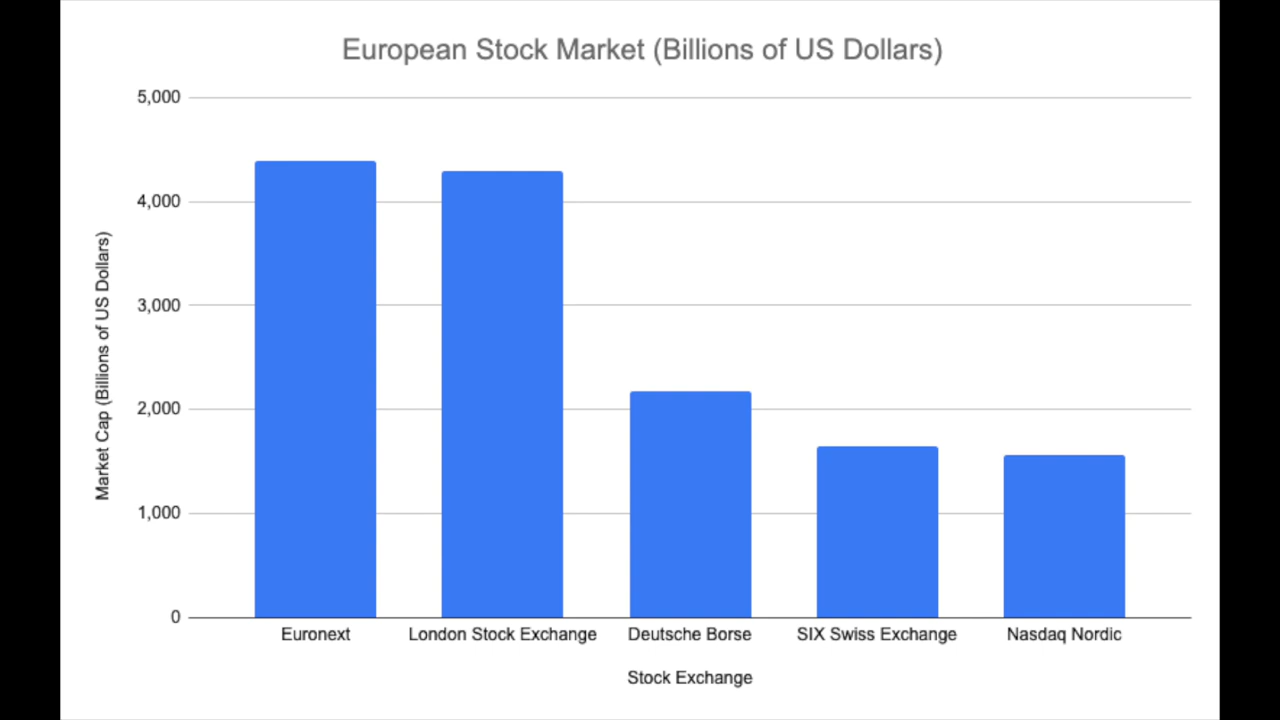 European Stock Market (Billions of US Dollars)
Market Cap (Billions of US Dollars)
5,000
4,000
3,000
2,000
1,000
0
Euronext
London Stock Exchange
Deutsche Borse
SIX Swiss Exchange
Nasdaq Nordic
Stock Exchange